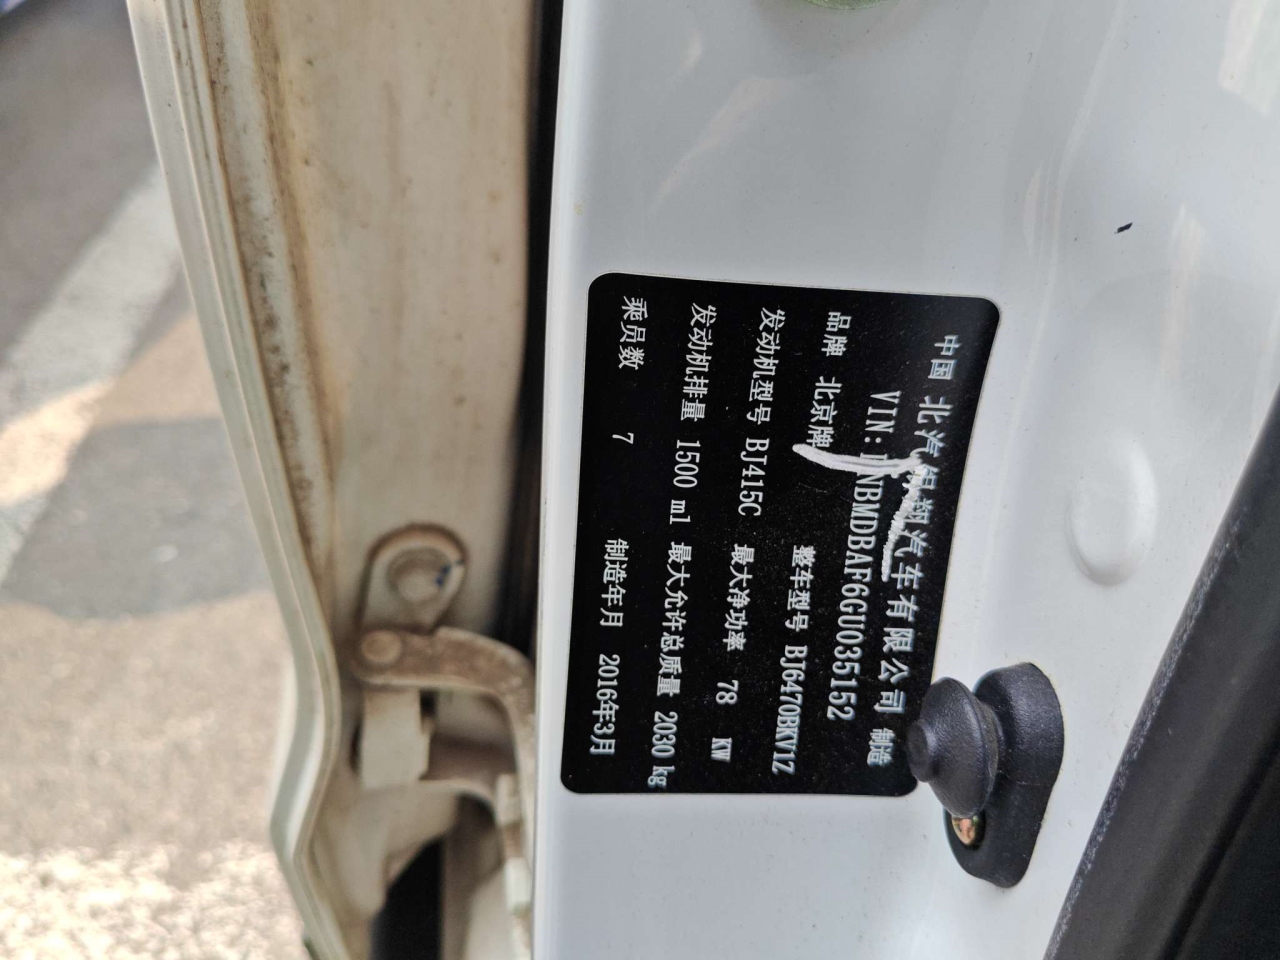 中国 北汽银翔汽车有限公司 制造
VIN: LNBMDBAF6GU035152
品牌 北京牌 整车型号 BJ6470BKV1Z
发动机型号 BJ415C 最大净功率 78 KW
发动机排量 1500 ml 最大允许总质量 2030 kg
乘员数 7 制造年月 2016年3月